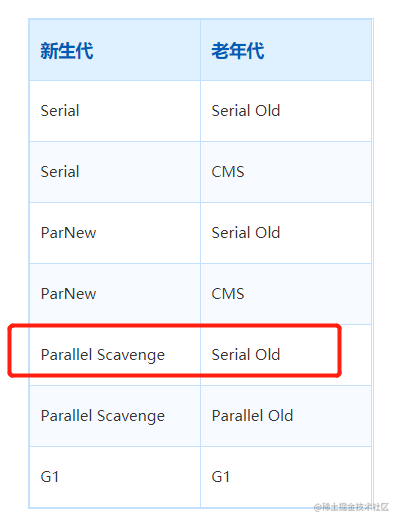 新生代 老年代
Serial Serial Old
Serial CMS
ParNew Serial Old
ParNew CMS
Parallel Scavenge Serial Old
Parallel Scavenge Parallel Old
G1 G1
@稀土掘金技术社区